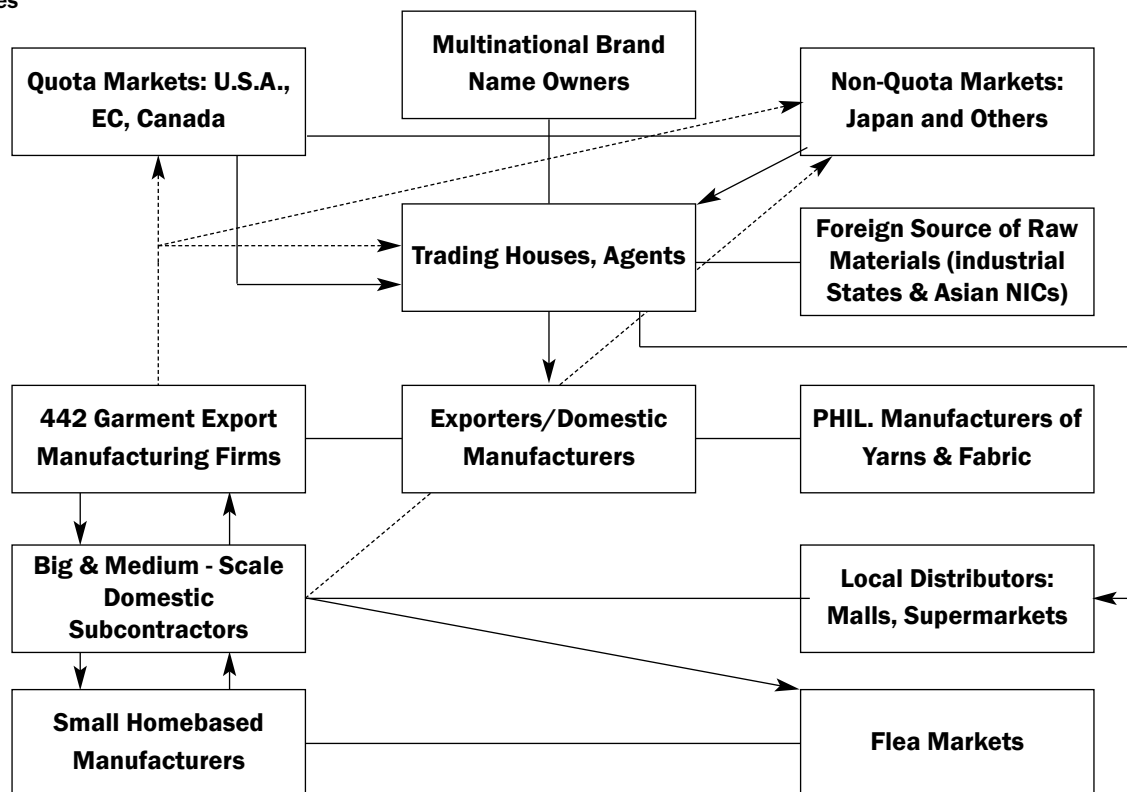 Multinational Brand
Name Owners
Quota Markets: U.S.A.,
EC, Canada
Non-Quota Markets:
Japan and Others
Trading Houses, Agents
Foreign Source of Raw
Materials (industrial
States & Asian NICs)
442 Garment Export
Manufacturing Firms
Exporters/Domestic
Manufacturers
PHIL. Manufacturers of
Yarns & Fabric
Big & Medium - Scale
Domestic
Subcontractors
Local Distributors:
Malls, Supermarkets
Small Homebased
Manufacturers
Flea Markets